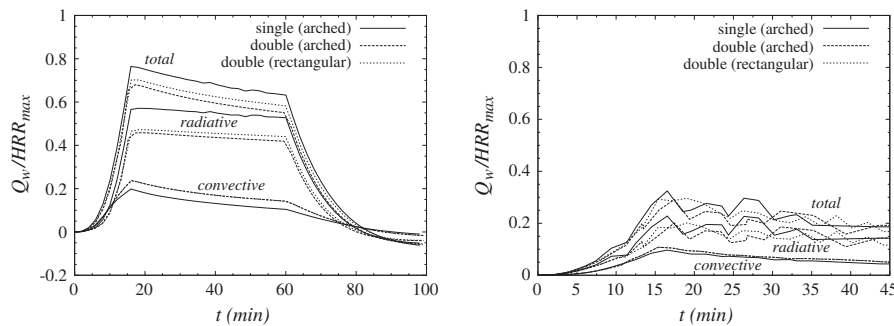 single (arched)
double (arched)
double (rectangular)
total
radiative
convective
Q_w/HRR_max
1
0.8
0.6
0.4
0.2
0
-0.2
0 20 40 60 80 100
t (min)
single (arched)
double (arched)
double (rectangular)
total
radiative
convective
Q_w/HRR_max
1
0.8
0.6
0.4
0.2
0
0 5 10 15 20 25 30 35 40 45
t (min)